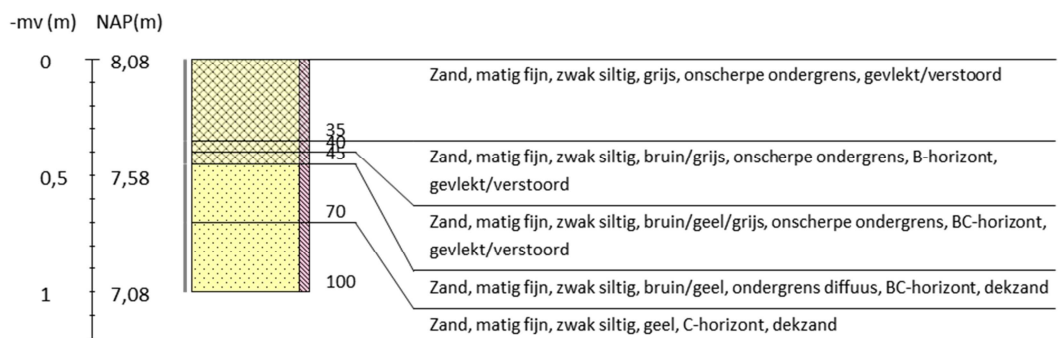 -mv (m) NAP(m)
0 8,08
Zand, matig fijn, zwak siltig, grijs, onscherpe ondergrens, gevlekt/verstoord
35
40
45
Zand, matig fijn, zwak siltig, bruin/grijs, onscherpe ondergrens, B-horizont,
gevlekt/verstoord
0,5 7,58
70
Zand, matig fijn, zwak siltig, bruin/geel/grijs, onscherpe ondergrens, BC-horizont,
gevlekt/verstoord
100
1 7,08
Zand, matig fijn, zwak siltig, bruin/geel, ondergrens diffuus, BC-horizont, dekzand
Zand, matig fijn, zwak siltig, geel, C-horizont, dekzand